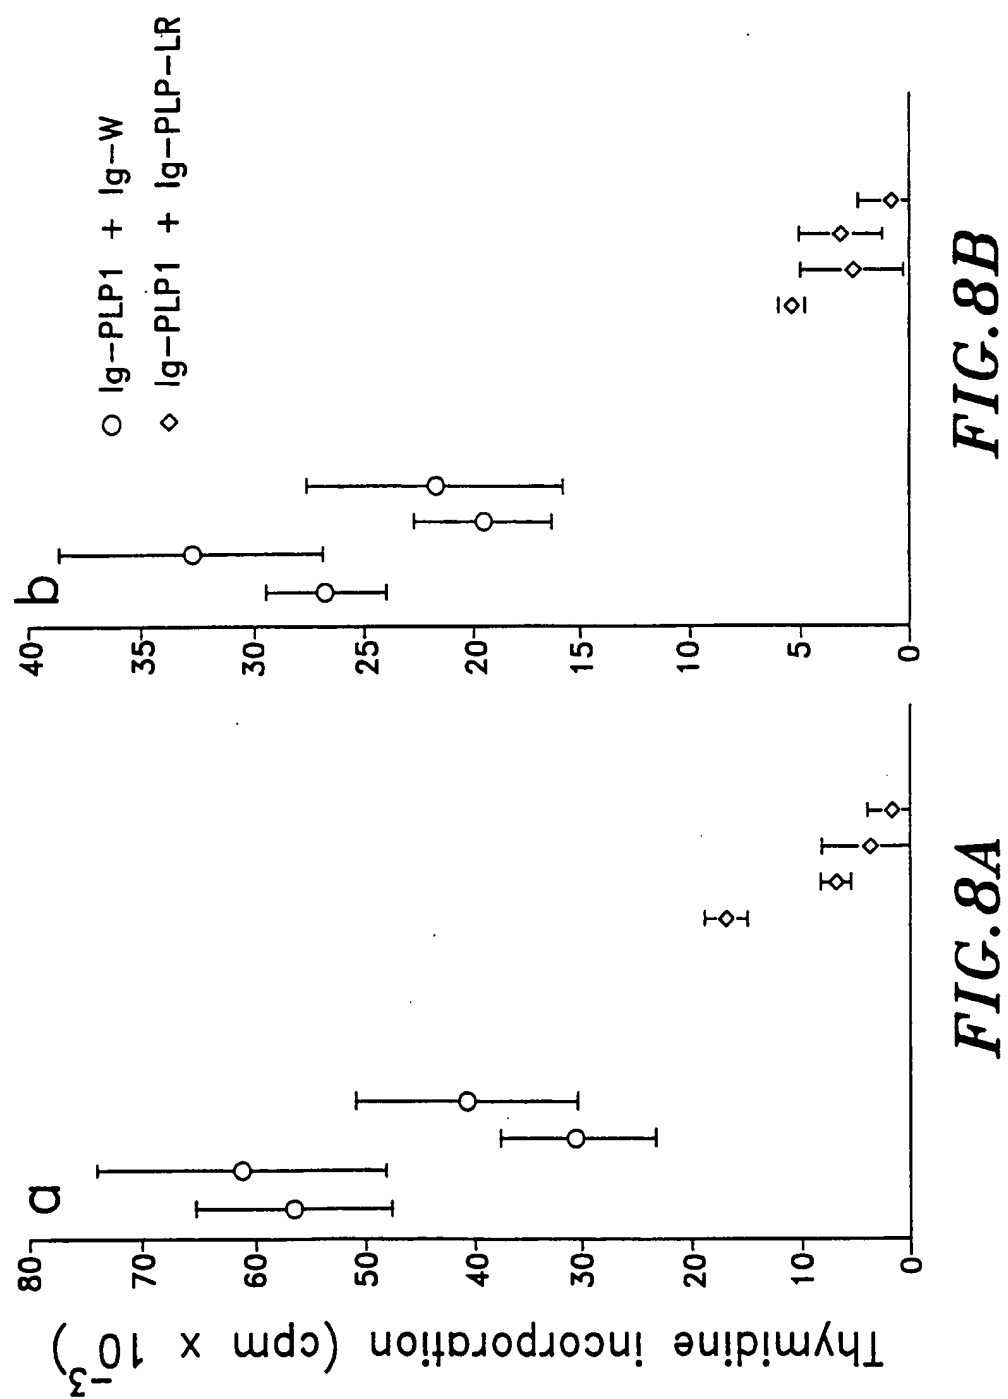 Thymidine incorporation (cpm x 10⁻³)
a
80
70
60
50
40
30
20
10
0
FIG.8A
b
40
35
30
25
20
15
10
5
0
Ig-PLP1 + Ig-W
Ig-PLP1 + Ig-PLP-LR
FIG.8B